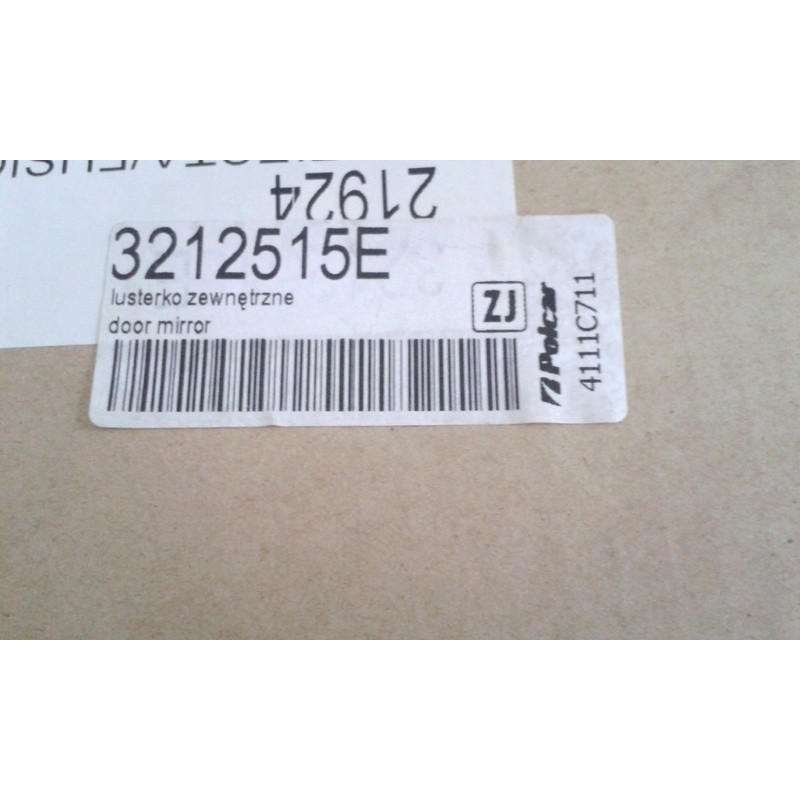 21924
3212515E
lusterko zewnętrzne
door mirror
ZJ
Polcar
4111C711